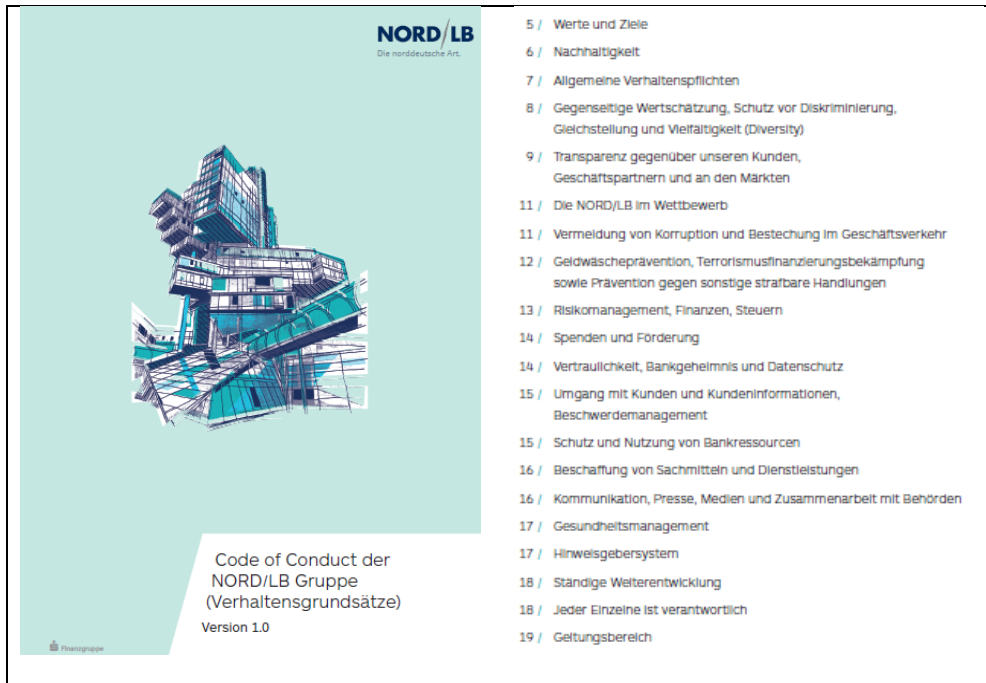 NORD/LB
Die norddeutsche Art.
Code of Conduct der
NORD/LB Gruppe
(Verhaltensgrundsätze)
Version 1.0
Finanzgruppe
5 / Werte und Ziele
6 / Nachhaltigkeit
7 / Allgemeine Verhaltenspflichten
8 / Gegenseitige Wertschätzung, Schutz vor Diskriminierung,
Gleichstellung und Vielfältigkeit (Diversity)
9 / Transparenz gegenüber unseren Kunden,
Geschäftspartnern und an den Märkten
11 / Die NORD/LB im Wettbewerb
11 / Vermeidung von Korruption und Bestechung im Geschäftsverkehr
12 / Geldwäscheprävention, Terrorismusfinanzierungsbekämpfung
sowie Prävention gegen sonstige strafbare Handlungen
13 / Risikomanagement, Finanzen, Steuern
14 / Spenden und Förderung
14 / Vertraulichkeit, Bankgeheimnis und Datenschutz
15 / Umgang mit Kunden und Kundeninformationen,
Beschwerdemanagement
15 / Schutz und Nutzung von Bankressourcen
16 / Beschaffung von Sachmitteln und Dienstleistungen
16 / Kommunikation, Presse, Medien und Zusammenarbeit mit Behörden
17 / Gesundheitsmanagement
17 / Hinweisgebersystem
18 / Ständige Weiterentwicklung
18 / Jeder Einzelne ist verantwortlich
19 / Geltungsbereich